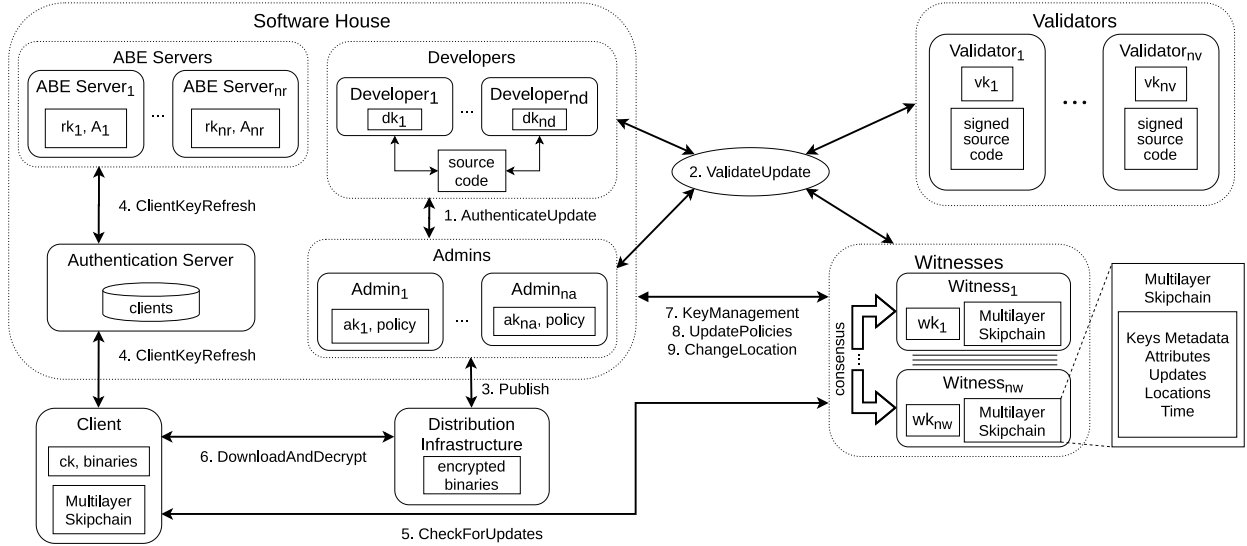 Software House
ABE Servers
ABE Server1
rk1, A1
...
ABE Servernr
rknr, Anr
Developers
Developer1
dk1
...
Developernd
dknd
source
code
4. ClientKeyRefresh
1. AuthenticateUpdate
Authentication Server
clients
Admins
Admin1
ak1, policy
...
Adminna
akna, policy
4. ClientKeyRefresh
3. Publish
2. ValidateUpdate
Validators
Validator1
vk1
signed
source
code
...
Validatornv
vknv
signed
source
code
7. KeyManagement
8. UpdatePolicies
9. ChangeLocation
Witnesses
consensus
...
Witness1
wk1
Multilayer
Skipchain
Witnessnw
wknw
Multilayer
Skipchain
Multilayer
Skipchain
Keys Metadata
Attributes
Updates
Locations
Time
Client
ck, binaries
Multilayer
Skipchain
6. DownloadAndDecrypt
Distribution
Infrastructure
encrypted
binaries
5. CheckForUpdates